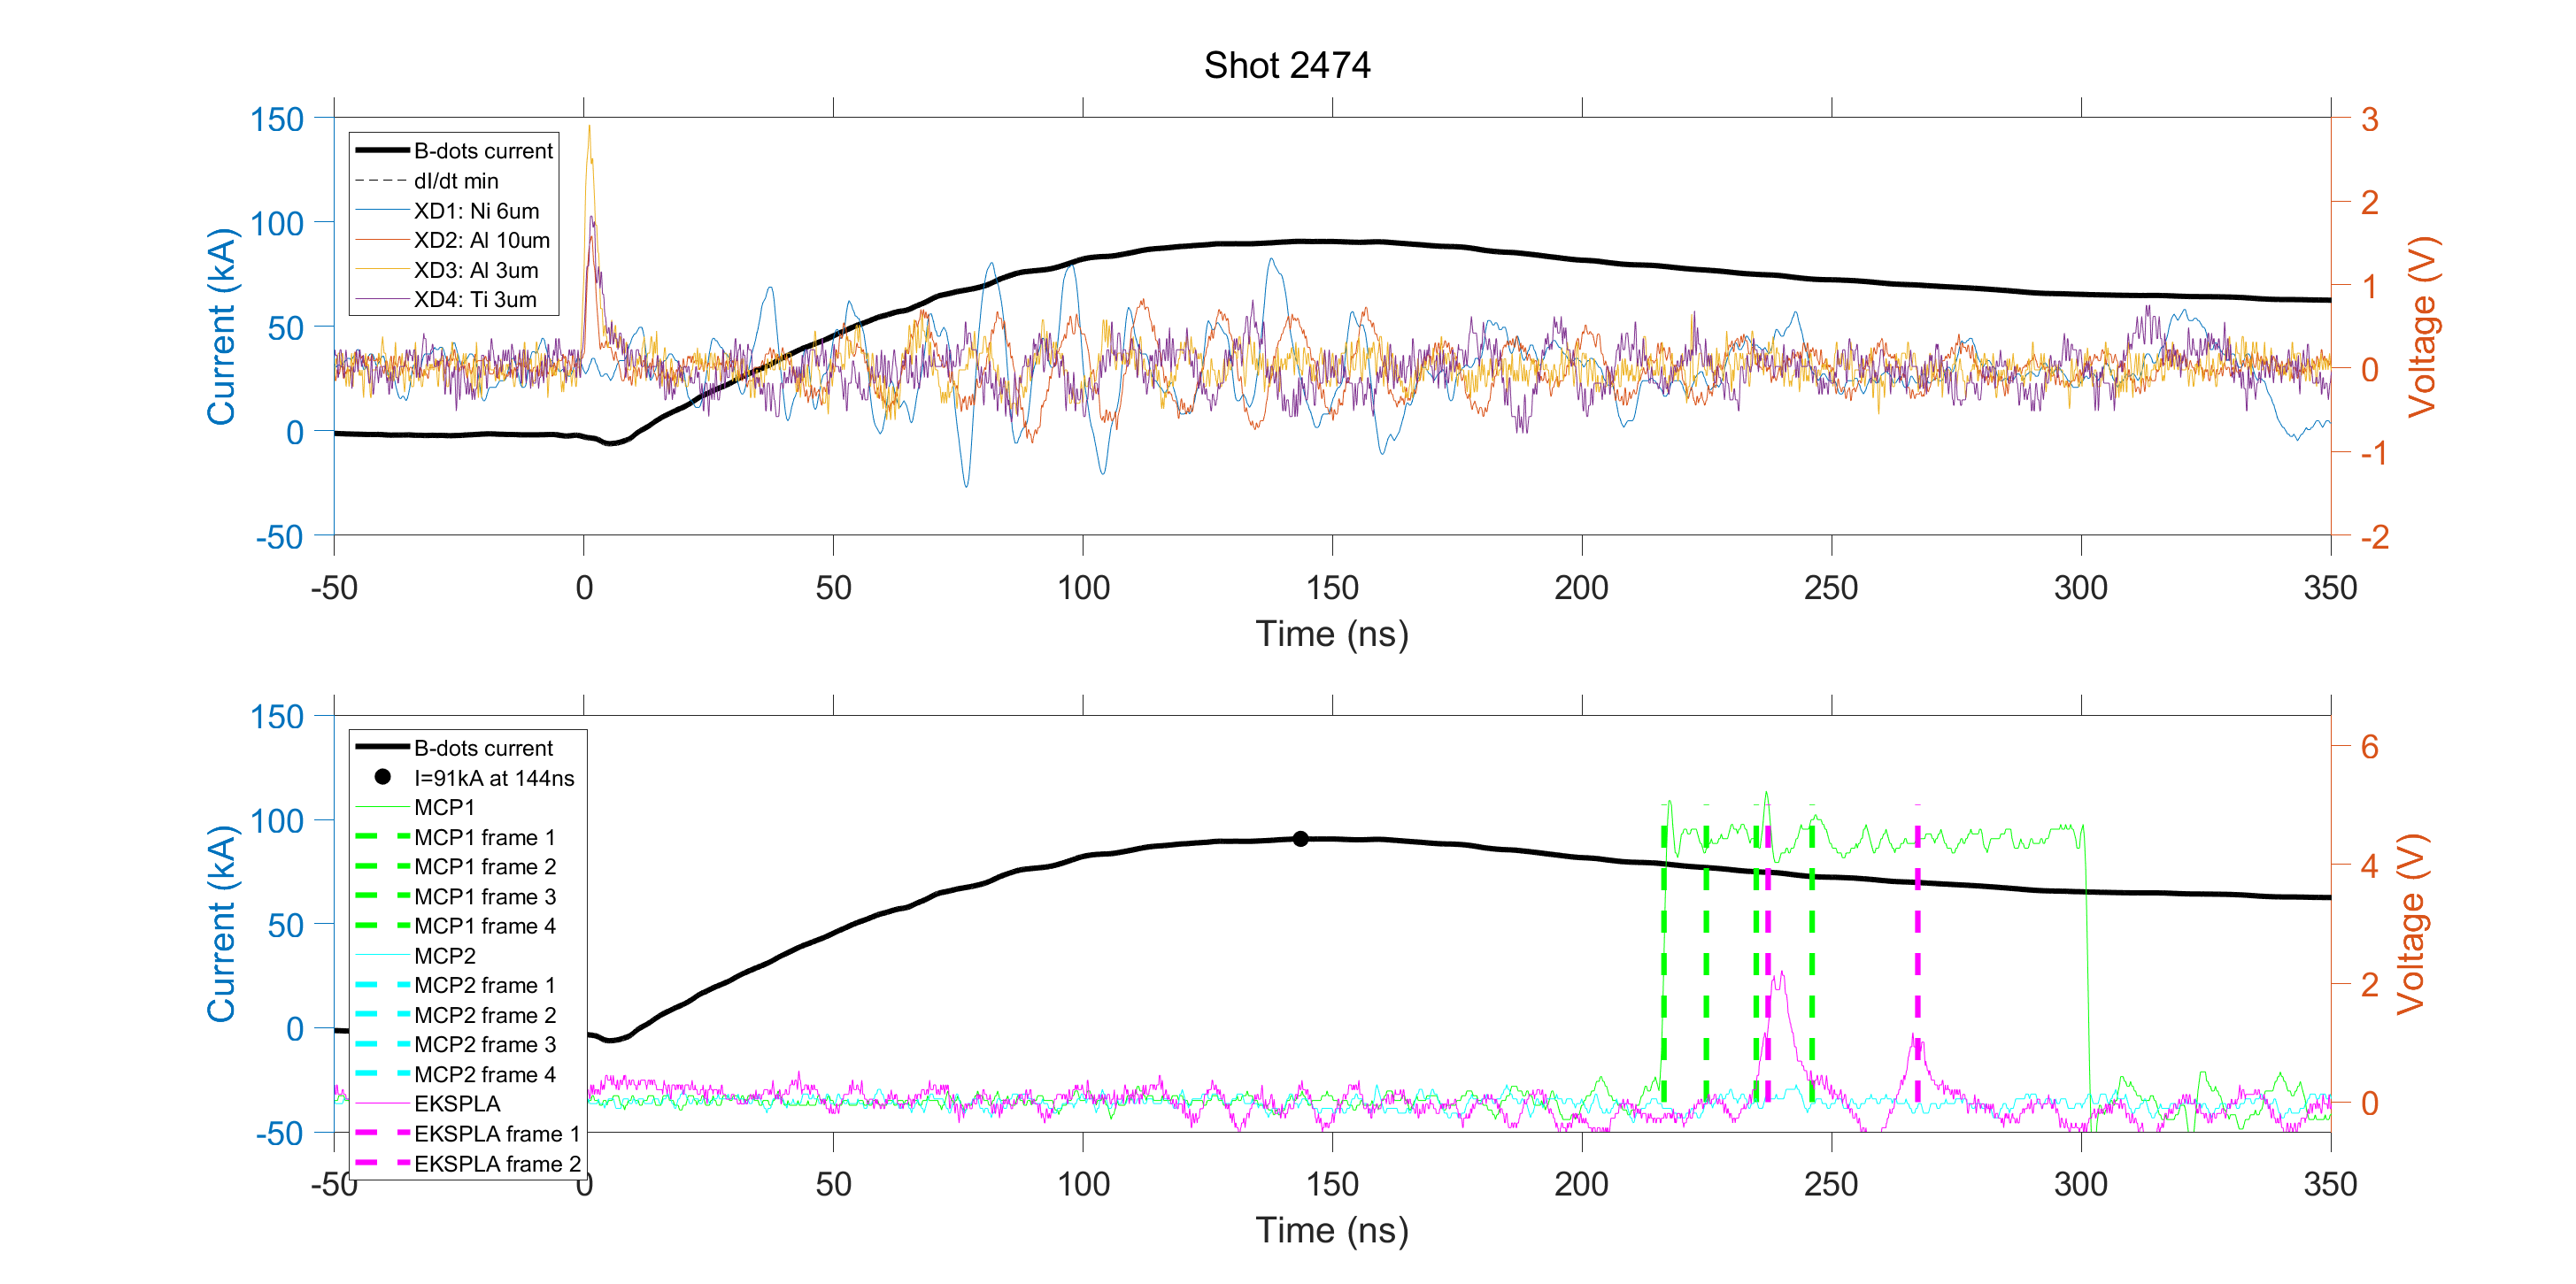 Shot 2474
150
100
50
0
-50
Current (kA)
3
2
1
0
-1
-2
Voltage (V)
B-dots current
dI/dt min
XD1: Ni 6um
XD2: Al 10um
XD3: Al 3um
XD4: Ti 3um
-50 0 50 100 150 200 250 300 350
Time (ns)
150
100
50
0
-50
Current (kA)
6
4
2
0
Voltage (V)
B-dots current
I=91kA at 144ns
MCP1
MCP1 frame 1
MCP1 frame 2
MCP1 frame 3
MCP1 frame 4
MCP2
MCP2 frame 1
MCP2 frame 2
MCP2 frame 3
MCP2 frame 4
EKSPLA
EKSPLA frame 1
EKSPLA frame 2
-50 0 50 100 150 200 250 300 350
Time (ns)